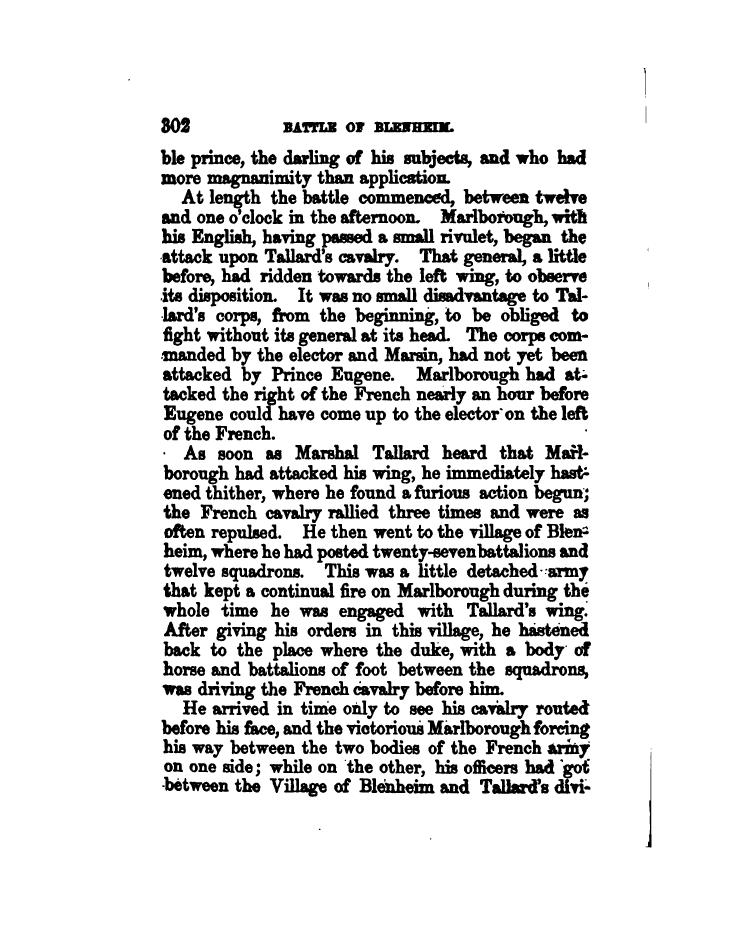 302 BATTLE OF BLENHEIM.
ble prince, the darling of his subjects, and who had
more magnanimity than application.
At length the battle commenced, between twelve
and one o'clock in the afternoon. Marlborough, with
his English, having passed a small rivulet, began the
attack upon Tallard's cavalry. That general, a little
before, had ridden towards the left wing, to observe
its disposition. It was no small disadvantage to Tal-
lard's corps, from the beginning, to be obliged to
fight without its general at its head. The corps com-
manded by the elector and Marsin, had not yet been
attacked by Prince Eugene. Marlborough had at-
tacked the right of the French nearly an hour before
Eugene could have come up to the elector on the left
of the French.
As soon as Marshal Tallard heard that Marl-
borough had attacked his wing, he immediately hast-
ened thither, where he found a furious action begun;
the French cavalry rallied three times and were as
often repulsed. He then went to the village of Blen-
heim, where he had posted twenty-seven battalions and
twelve squadrons. This was a little detached army
that kept a continual fire on Marlborough during the
whole time he was engaged with Tallard's wing.
After giving his orders in this village, he hastened
back to the place where the duke, with a body of
horse and battalions of foot between the squadrons,
was driving the French cavalry before him.
He arrived in time only to see his cavalry routed
before his face, and the victorious Marlborough forcing
his way between the two bodies of the French army
on one side; while on the other, his officers had got
between the Village of Blenheim and Tallard's divi-